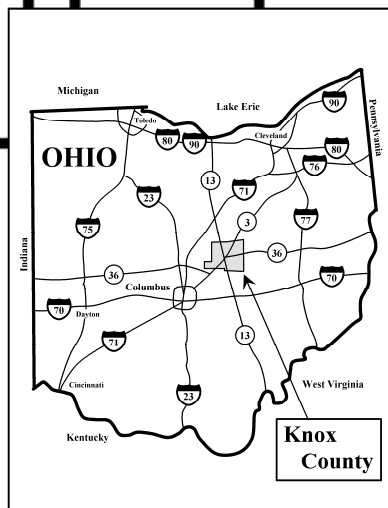 Michigan
Lake Erie
90
Pennsylvania
Toledo
Cleveland
80
90
OHIO
80
76
13
71
23
3
77
75
Indiana
36
36
Columbus
70
70
Dayton
71
13
Cincinnati
23
West Virginia
Kentucky
Knox
County